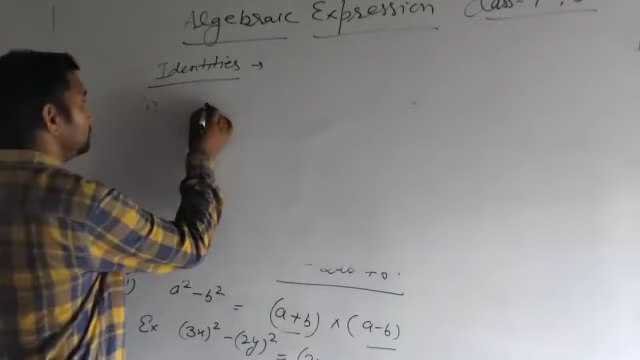 Algebraic Expression Class-
Identities →
i)
i) a²-b² = (a+b) × (a-b)
Ex (3x)² - (2y)²
= (